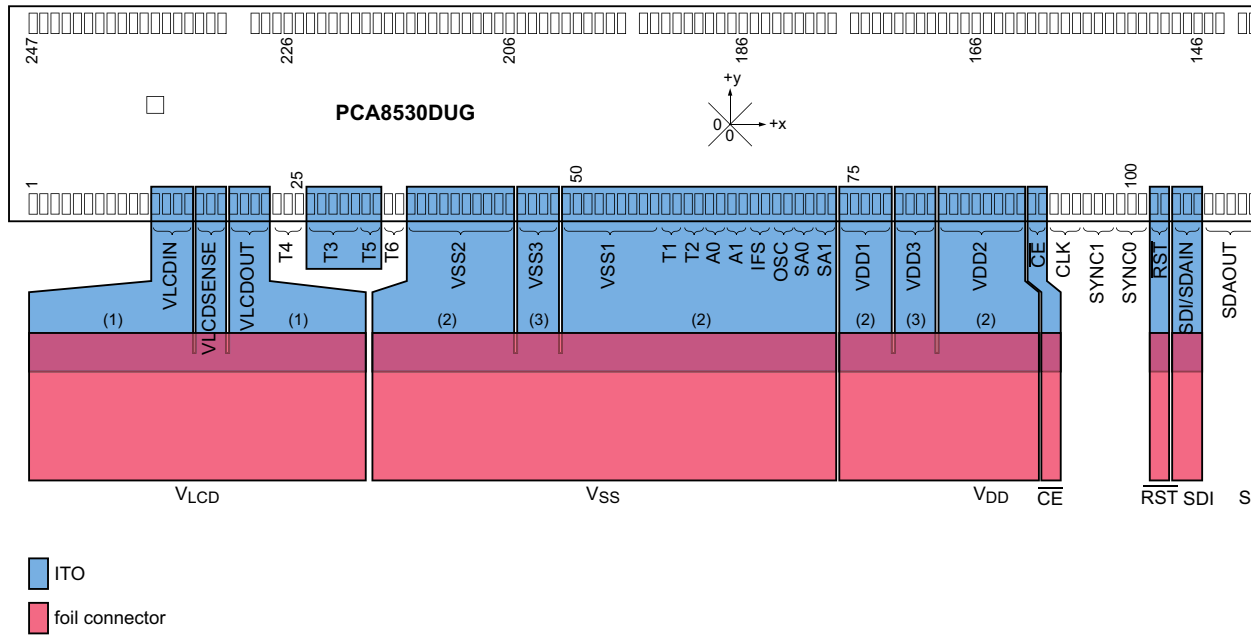 247 226 206 186 166 146
+y
PCA8530DUG
0 +x
0
1 25 50 75 100
VLCDIN VLCDSENSE VLCDOUT T4 T3 T5 T6 VSS2 VSS3 VSS1 T1 T2 A0 A1 IFS OSC SA0 SA1 VDD1 VDD3 VDD2 CE CLK SYNC1 SYNC0 RST SDI/SDAIN SDAOUT
(1) (1) (2) (3) (2) (2) (3) (2)
VLCD VSS VDD CE RST SDI S
ITO
foil connector